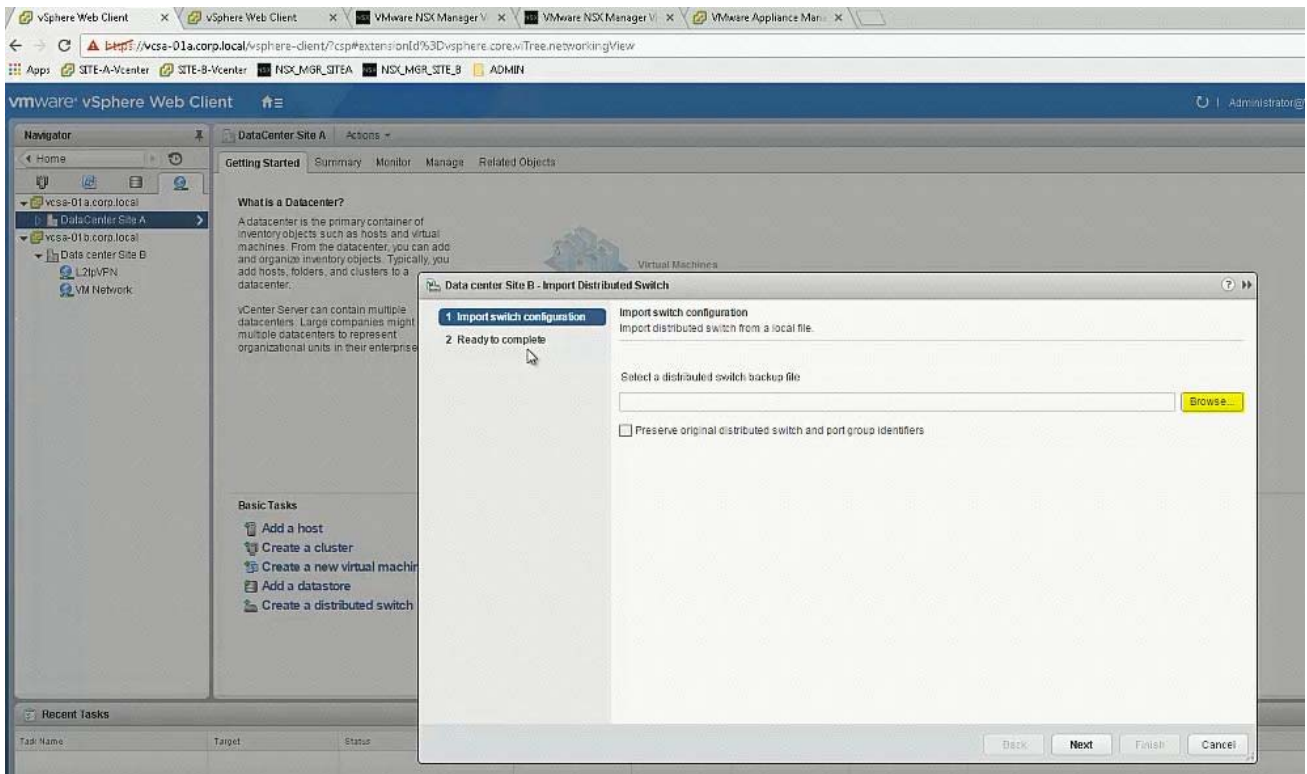 vSphere Web Client
vSphere Web Client
VMware NSX Manager V
VMware NSX Manager V
VMware Appliance Man
https://vcsa-01a.corp.local/vsphere-client/?csp#extensionId%3Dvsphere.core.viTree.networkingView
Apps SITE-A-Vcenter SITE-B-Vcenter NSX_MGR_SITEA NSX_MGR_SITE_B ADMIN
vmware® vSphere Web Client
Administrator@
Navigator
Home
vcsa-01a.corp.local
DataCenter Site A
vcsa-01b.corp.local
Data center Site B
L2tpVPN
VM Network
DataCenter Site A Actions
Getting Started Summary Monitor Manage Related Objects
What is a Datacenter?
A datacenter is the primary container of
inventory objects such as hosts and virtual
machines. From the datacenter, you can add
and organize inventory objects. Typically, you
add hosts, folders, and clusters to a
datacenter.
vCenter Server can contain multiple
datacenters. Large companies might
multiple datacenters to represent
organizational units in their enterprise
Virtual Machines
Basic Tasks
Add a host
Create a cluster
Create a new virtual machin
Add a datastore
Create a distributed switch
Data center Site B - Import Distributed Switch
1 Import switch configuration
2 Ready to complete
Import switch configuration
Import distributed switch from a local file.
Select a distributed switch backup file
Browse...
Preserve original distributed switch and port group identifiers
Back Next Finish Cancel
Recent Tasks
Task Name Target Status